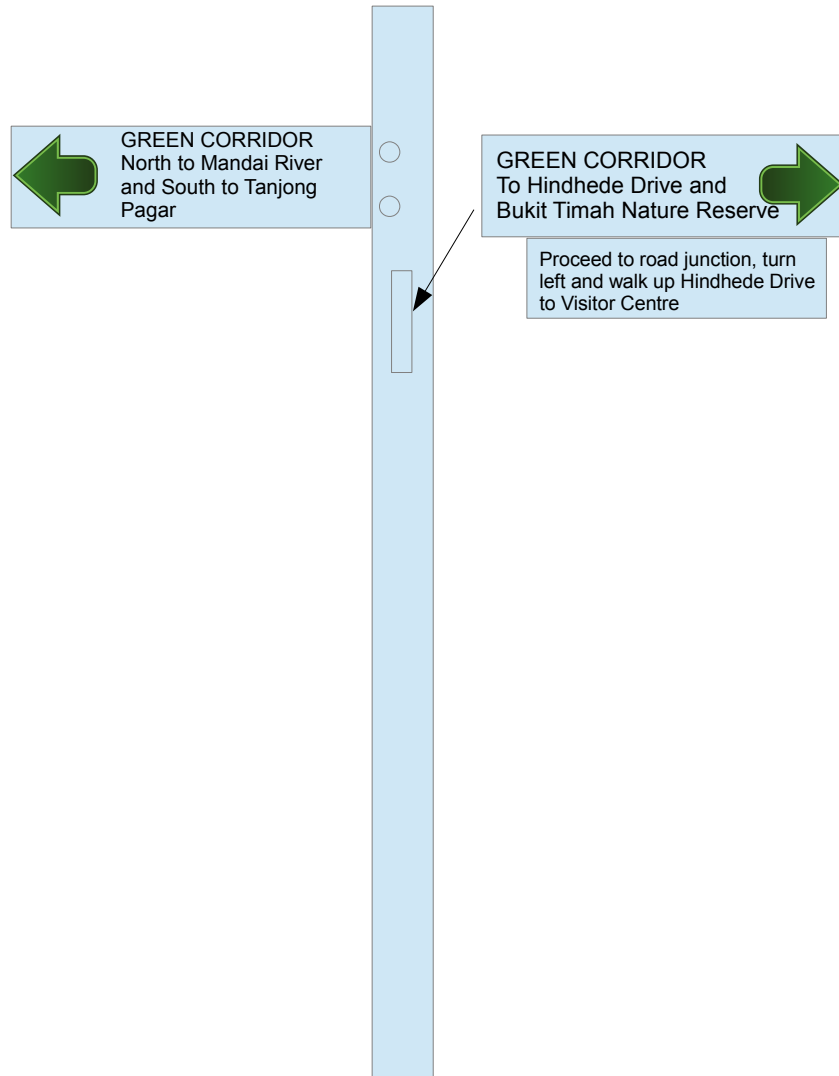 GREEN CORRIDOR
North to Mandai River
and South to Tanjong
Pagar
GREEN CORRIDOR
To Hindhede Drive and
Bukit Timah Nature Reserve
Proceed to road junction, turn
left and walk up Hindhede Drive
to Visitor Centre